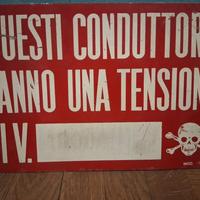 UESTI CONDUTTOR
ANNO UNA TENSION
I V.